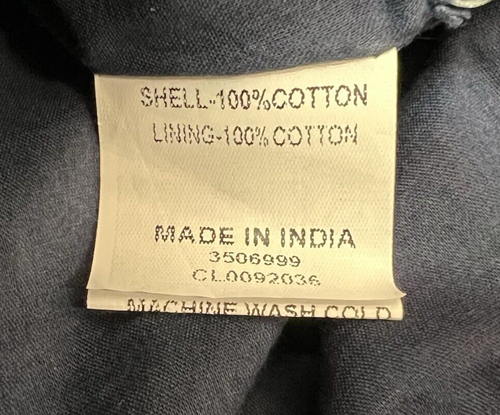 SHELL-100%COTTON
LINING-100% COTTON
MADE IN INDIA
3506999
CL0092036
MACHINE WASH COLD